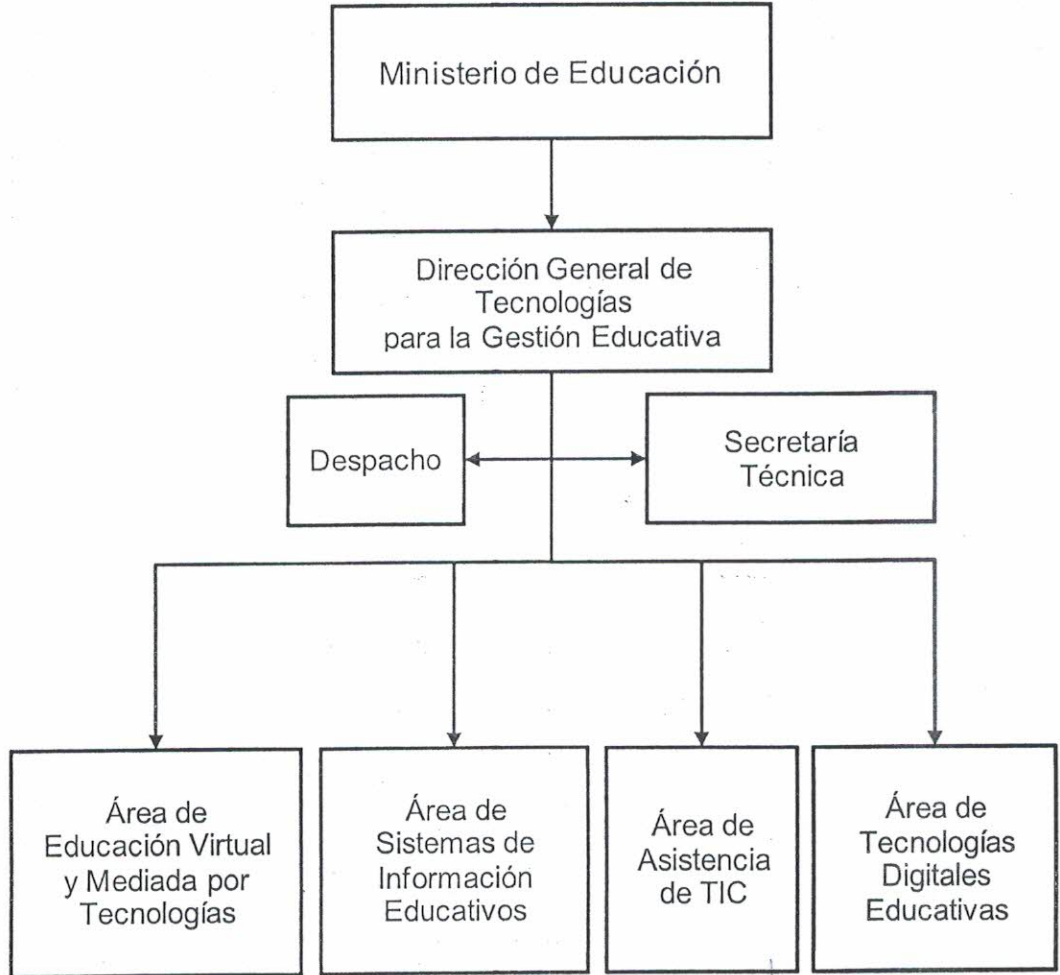 Ministerio de Educación
Dirección General de
Tecnologías
para la Gestión Educativa
Despacho
Secretaría
Técnica
Área de
Educación Virtual
y Mediada por
Tecnologías
Área de
Sistemas de
Información
Educativos
Área de
Asistencia
de TIC
Área de
Tecnologías
Digitales
Educativas